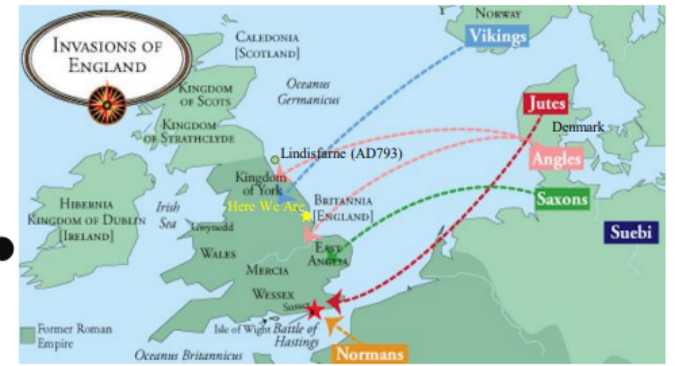 INVASIONS OF
ENGLAND
CALEDONIA
[SCOTLAND]
NORWAY
Vikings
Oceanus
Germanicus
KINGDOM
OF SCOTS
KINGDOM
OF STRATHCLYDE
Jutes
Denmark
Angles
Lindisfarne (AD793)
Kingdom
of York
Here We Are
BRITANNIA
[ENGLAND]
Saxons
Suebi
HIBERNIA
KINGDOM OF DUBLIN
[IRELAND]
Irish
Sea
Gwynedd
WALES
MERCIA
EAST
ANGLIA
WESSEX
Sussex
Isle of Wight
Battle of
Hastings
Former Roman
Empire
Oceanus Britannicus
Normans